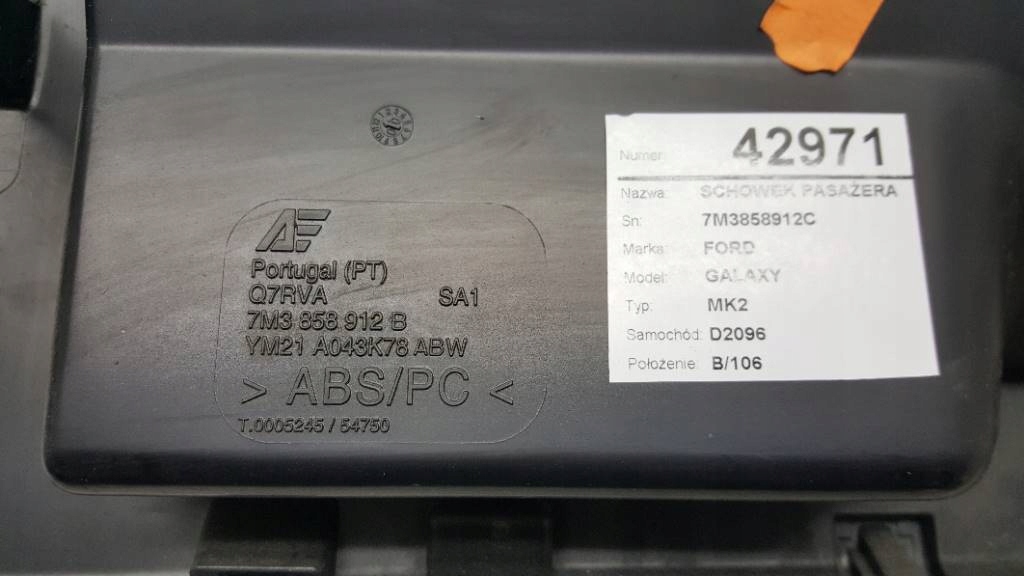 AE
Portugal (PT)
Q7RVA SA1
7M3 858 912 B
YM21 A043K78 ABW
> ABS/PC <
T.0005245 / 54750
Numer: 42971
Nazwa: SCHOWEK PASAŻERA
Sn: 7M3858912C
Marka: FORD
Model: GALAXY
Typ: MK2
Samochód: D2096
Położenie: B/106